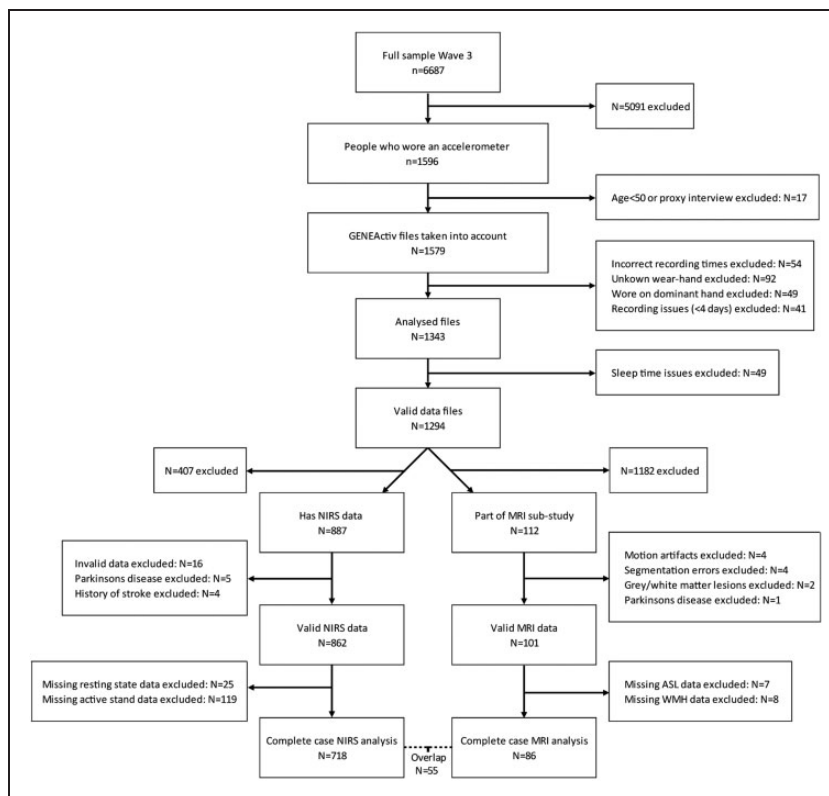 Full sample Wave 3
n=6687
N=5091 excluded
People who wore an accelerometer
n=1596
Age<50 or proxy interview excluded: N=17
GENEActiv files taken into account
N=1579
Incorrect recording times excluded: N=54
Unkown wear-hand excluded: N=92
Wore on dominant hand excluded: N=49
Recording issues (<4 days) excluded: N=41
Analysed files
N=1343
Sleep time issues excluded: N=49
Valid data files
N=1294
N=407 excluded
N=1182 excluded
Has NIRS data
N=887
Part of MRI sub-study
N=112
Invalid data excluded: N=16
Parkinsons disease excluded: N=5
History of stroke excluded: N=4
Motion artifacts excluded: N=4
Segmentation errors excluded: N=4
Grey/white matter lesions excluded: N=2
Parkinsons disease excluded: N=1
Valid NIRS data
N=862
Valid MRI data
N=101
Missing resting state data excluded: N=25
Missing active stand data excluded: N=119
Missing ASL data excluded: N=7
Missing WMH data excluded: N=8
Complete case NIRS analysis
N=718
Overlap
N=55
Complete case MRI analysis
N=86